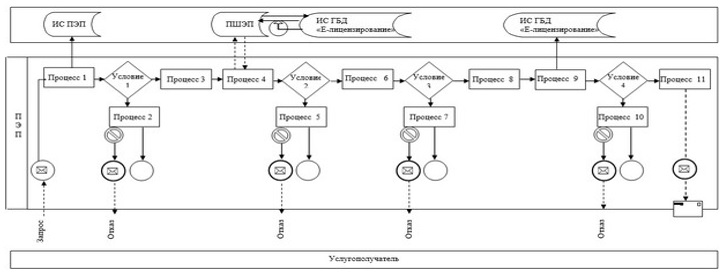 ИС ПЭП
ПШЭП
ИС ГБД
«Е-лицензирование»
ИС ГБД
«Е-лицензирование»
ПЭП
Процесс 1
Условие 1
Процесс 3
Процесс 4
Условие 2
Процесс 6
Условие 3
Процесс 8
Процесс 9
Условие 4
Процесс 11
Процесс 2
Процесс 5
Процесс 7
Процесс 10
Запрос
Отказ
Отказ
Отказ
Отказ
Услугополучатель